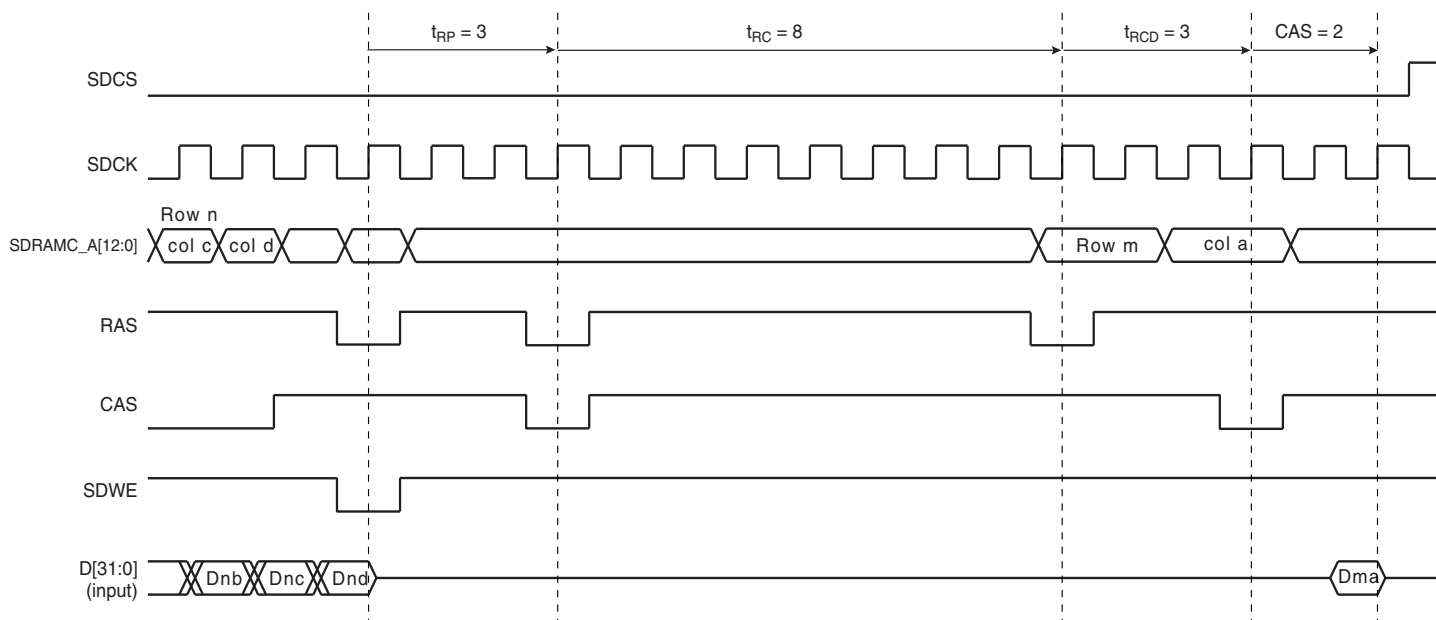 tRP = 3 tRC = 8 tRCD = 3 CAS = 2
SDCS
SDCK
Row n
SDRAMC_A[12:0] col c col d Row m col a
RAS
CAS
SDWE
D[31:0]
(input) Dnb Dnc Dnd Dma